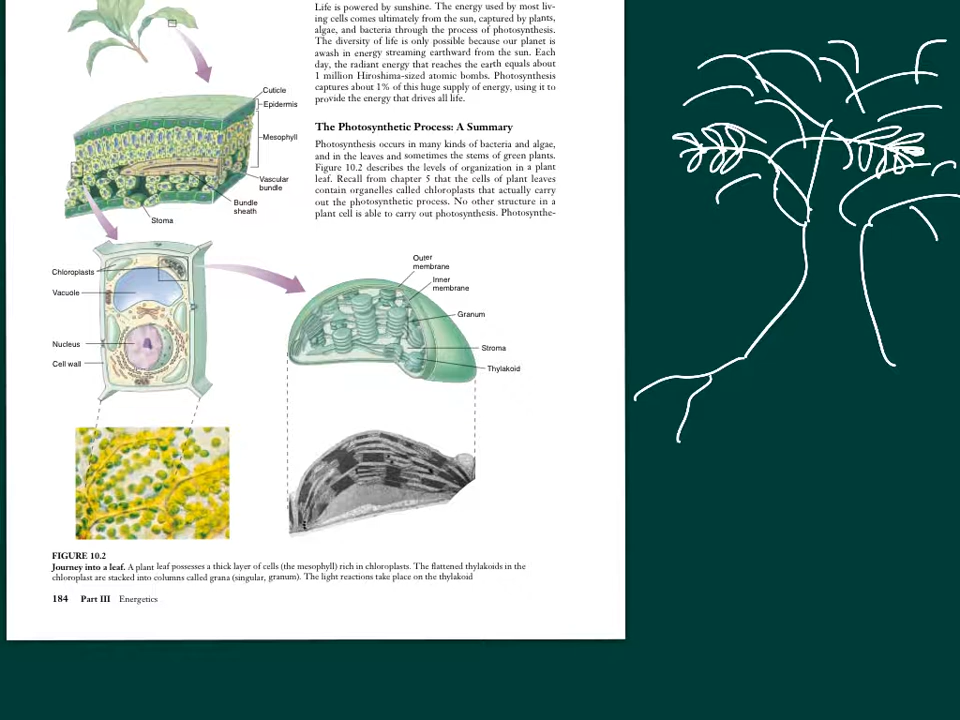 Life is powered by sunshine. The energy used by most liv-
ing cells comes ultimately from the sun, captured by plants,
algae, and bacteria through the process of photosynthesis.
The diversity of life is only possible because our planet is
awash in energy streaming earthward from the sun. Each
day, the radiant energy that reaches the earth equals about
1 million Hiroshima-sized atomic bombs. Photosynthesis
captures about 1% of this huge supply of energy, using it to
provide the energy that drives all life.
The Photosynthetic Process: A Summary
Photosynthesis occurs in many kinds of bacteria and algae,
and in the leaves and sometimes the stems of green plants.
Figure 10.2 describes the levels of organization in a plant
leaf. Recall from chapter 5 that the cells of plant leaves
contain organelles called chloroplasts that actually carry
out the photosynthetic process. No other structure in a
plant cell is able to carry out photosynthesis. Photosynthe-
Cuticle
Epidermis
Mesophyll
Vascular
bundle
Bundle
sheath
Stoma
Chloroplasts
Vacuole
Nucleus
Cell wall
Outer
membrane
Inner
membrane
Granum
Stroma
Thylakoid
FIGURE 10.2
Journey into a leaf. A plant leaf possesses a thick layer of cells (the mesophyll) rich in chloroplasts. The flattened thylakoids in the
chloroplast are stacked into columns called grana (singular, granum). The light reactions take place on the thylakoid
184 Part III Energetics